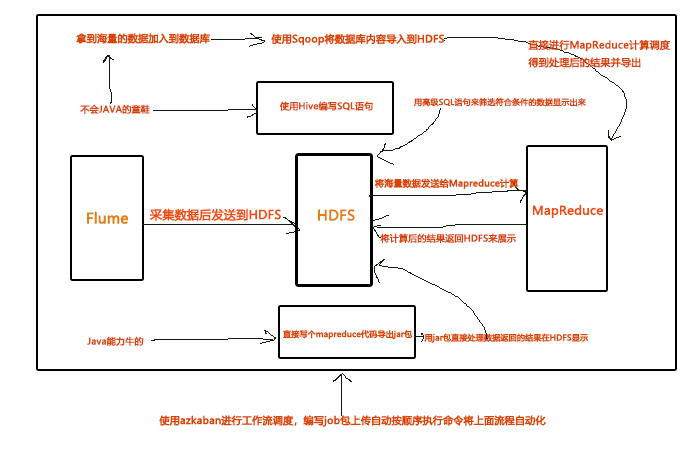 拿到海量的数据加入到数据库
使用Sqoop将数据库内容导入到HDFS
直接进行MapReduce计算调度
得到处理后的结果并导出
不会JAVA的童鞋
使用Hive编写SQL语句
用高级SQL语句来筛选符合条件的数据显示出来
Flume
采集数据后发送到HDFS
HDFS
将海量数据发送给Mapreduce计算
MapReduce
将计算后的结果返回HDFS来展示
Java能力牛的
直接写个mapreduce代码导出jar包
用jar包直接处理数据返回的结果在HDFS显示
使用azkaban进行工作流调度，编写job包上传自动按顺序执行命令将上面流程自动化